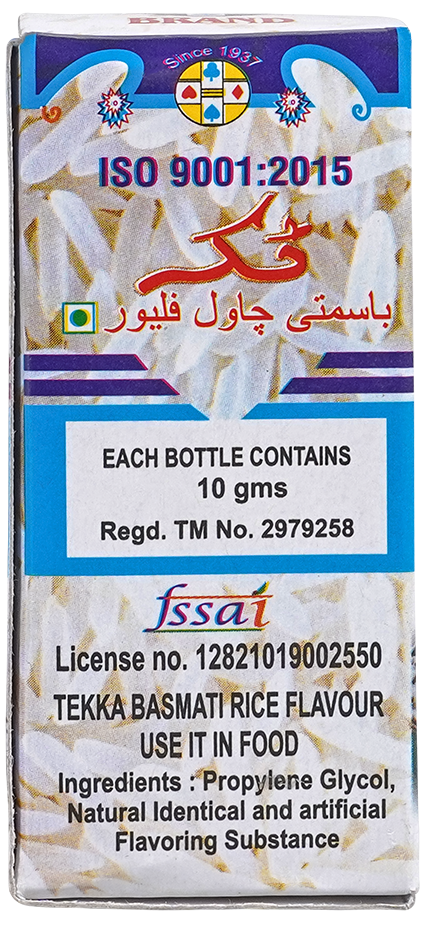 BRAND
Since 1937
ISO 9001:2015
ٹکہ
باسمتی چاول فلیور
EACH BOTTLE CONTAINS
10 gms
Regd. TM No. 2979258
fssai
License no. 12821019002550
TEKKA BASMATI RICE FLAVOUR
USE IT IN FOOD
Ingredients : Propylene Glycol,
Natural Identical and artificial
Flavoring Substance